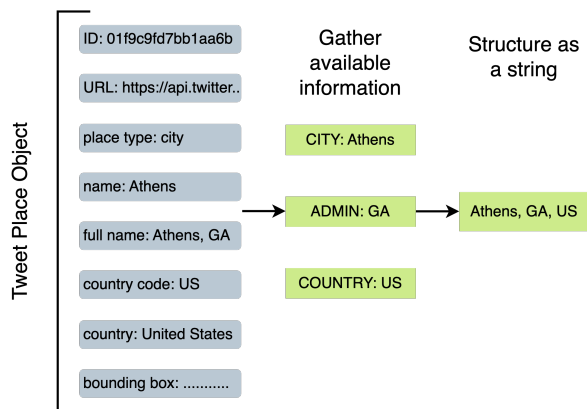 Tweet Place Object
ID: 01f9c9fd7bb1aa6b
URL: https://api.twitter..
place type: city
name: Athens
full name: Athens, GA
country code: US
country: United States
bounding box: ...........
Gather
available
information
CITY: Athens
ADMIN: GA
COUNTRY: US
Structure as
a string
Athens, GA, US